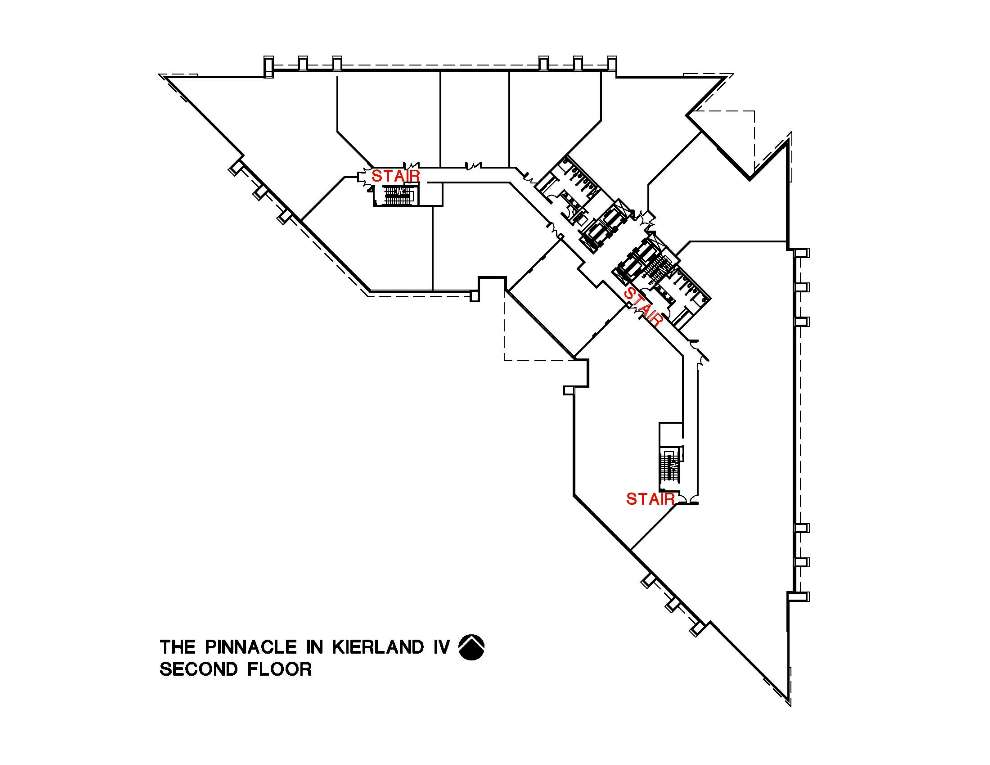 STAIR
STAIR
STAIR
THE PINNACLE IN KIERLAND IV
SECOND FLOOR